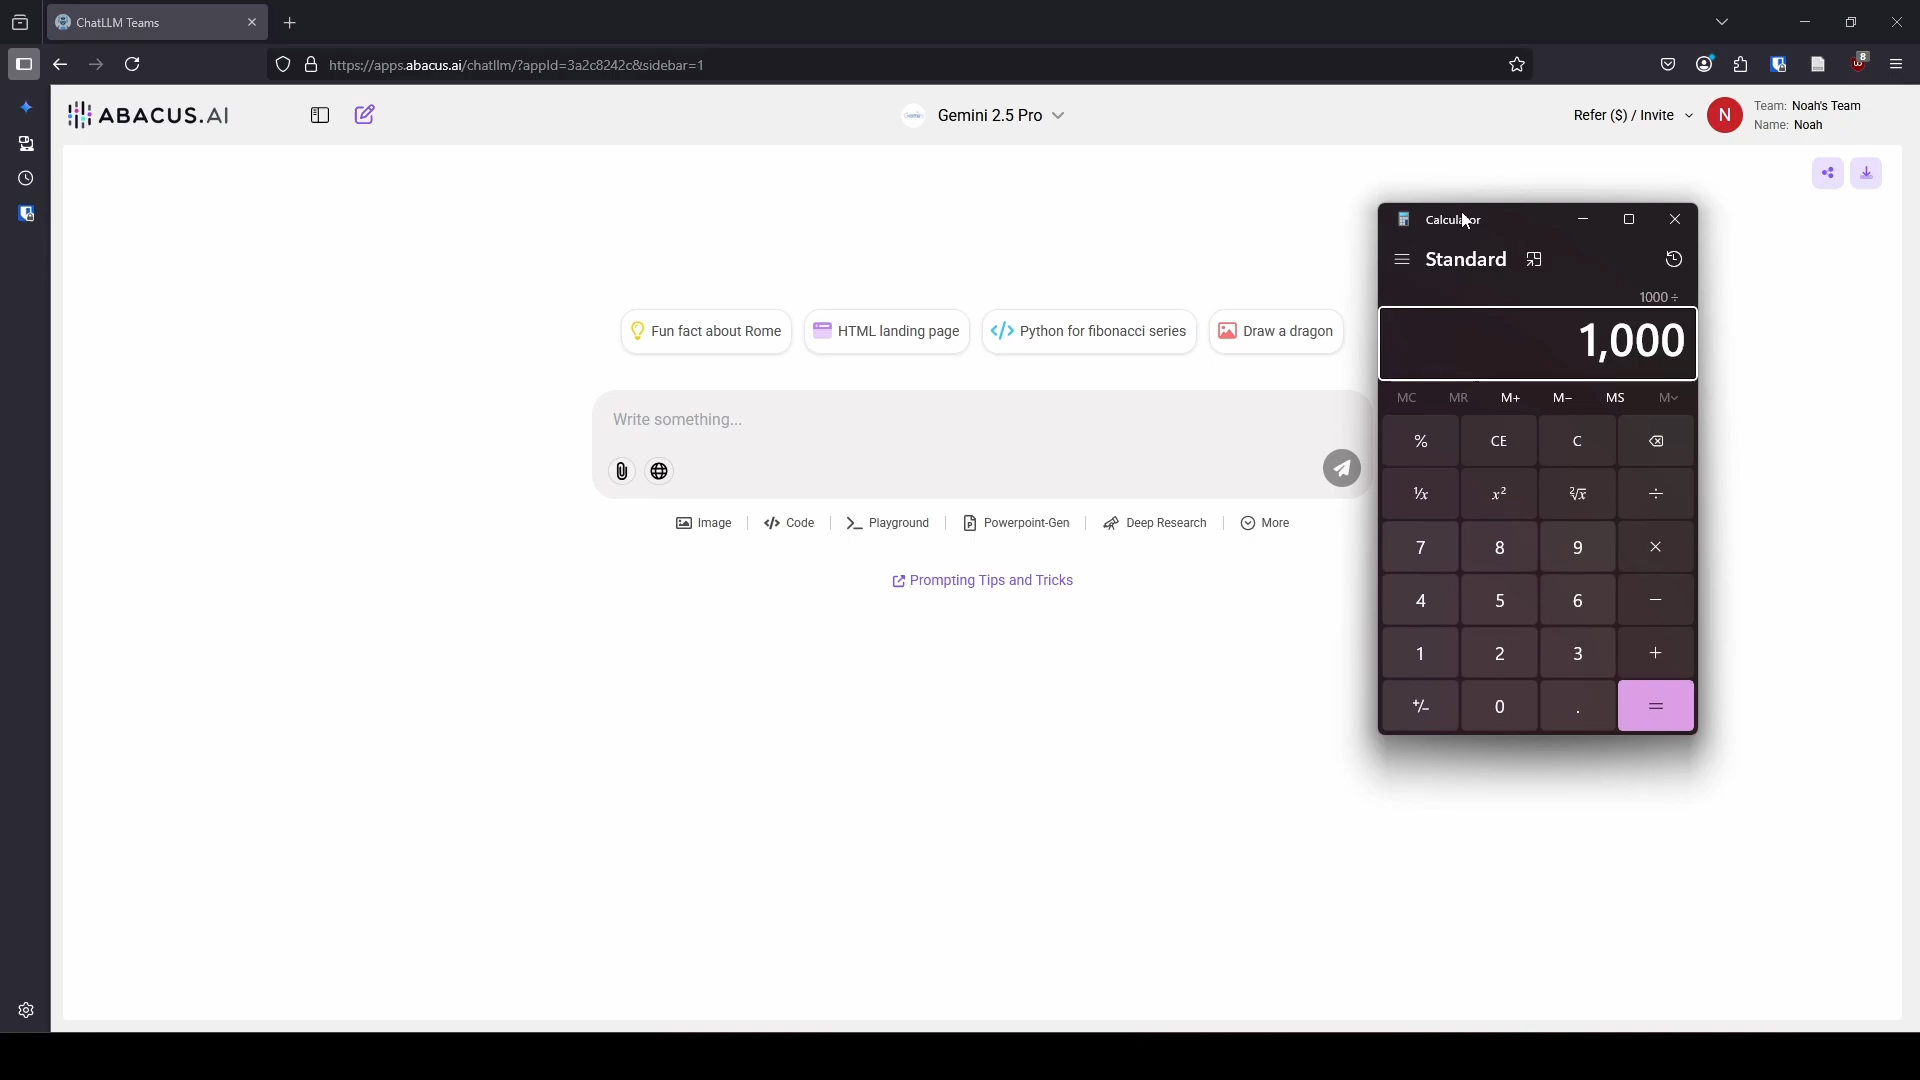 ChatLLM Teams
https://apps.abacus.ai/chatllm/?appId=3a2c8242c&sidebar=1
8
ABACUS.AI
Gemini 2.5 Pro
Refer ($) / Invite
N
Team: Noah's Team
Name: Noah
Fun fact about Rome
HTML landing page
Python for fibonacci series
Draw a dragon
Write something...
Image
Code
Playground
Powerpoint-Gen
Deep Research
More
Prompting Tips and Tricks
Calculator
Standard
1000 ÷
1,000
MC MR M+ M− MS M
% CE C
⅟x x² ²√x ÷
7 8 9 ×
4 5 6 −
1 2 3 +
+/− 0 . =